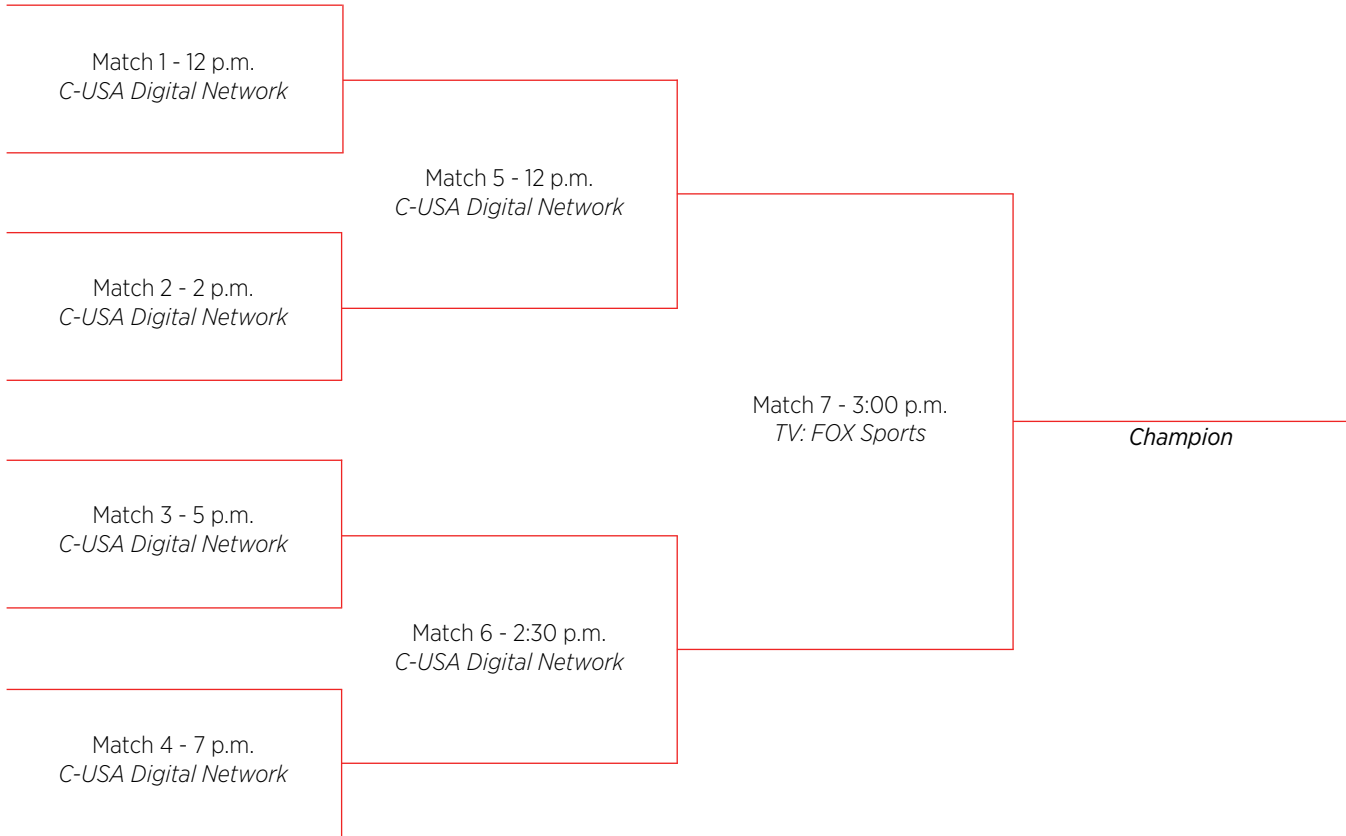 Match 1 - 12 p.m.
C-USA Digital Network
Match 5 - 12 p.m.
C-USA Digital Network
Match 2 - 2 p.m.
C-USA Digital Network
Match 7 - 3:00 p.m.
TV: FOX Sports
Champion
Match 3 - 5 p.m.
C-USA Digital Network
Match 6 - 2:30 p.m.
C-USA Digital Network
Match 4 - 7 p.m.
C-USA Digital Network